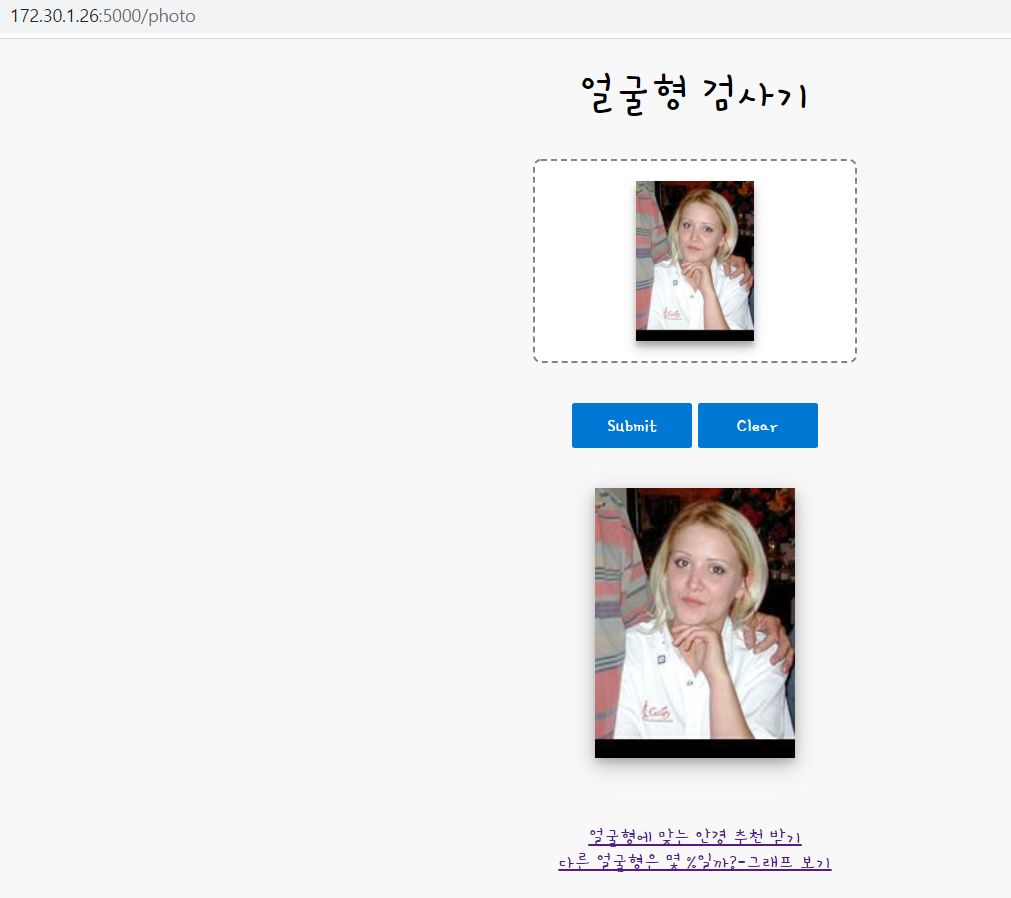 172.30.1.26:5000/photo
얼굴형 검사기
Submit Clear
얼굴형에 맞는 안경 추천 받기
다른 얼굴형은 몇 %일까?-그래프 보기